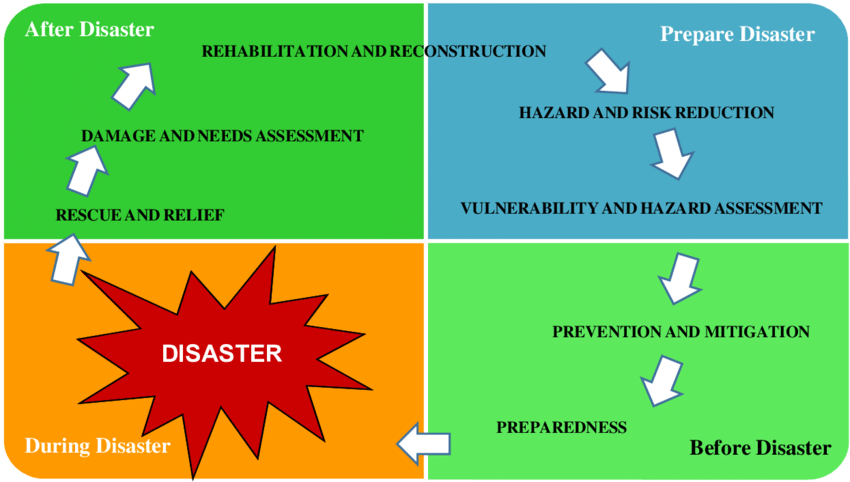 After Disaster
Prepare Disaster
REHABILITATION AND RECONSTRUCTION
HAZARD AND RISK REDUCTION
DAMAGE AND NEEDS ASSESSMENT
VULNERABILITY AND HAZARD ASSESSMENT
RESCUE AND RELIEF
PREVENTION AND MITIGATION
DISASTER
PREPAREDNESS
During Disaster
Before Disaster